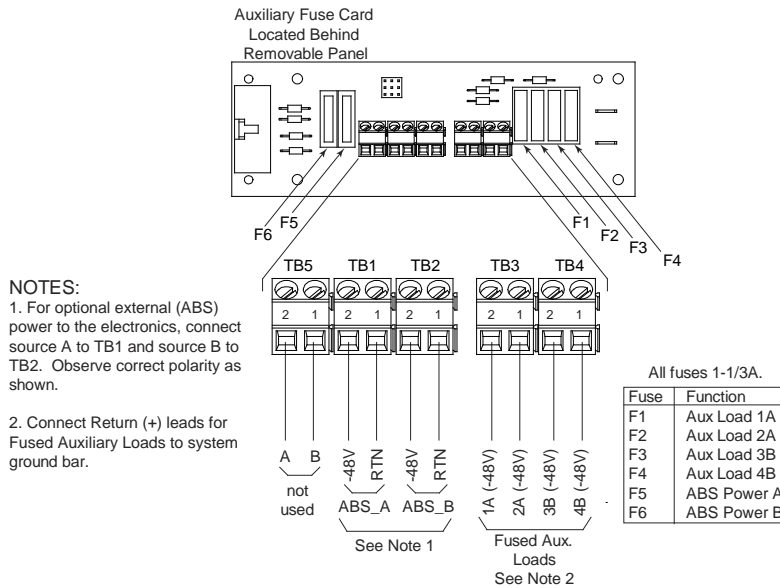 Auxiliary Fuse Card
Located Behind
Removable Panel
F6
F5
F1
F2
F3
F4
TB5
TB1
TB2
TB3
TB4
2 1 2 1 2 1 2 1 2 1
A
B
-48V
RTN
-48V
RTN
1A (-48V)
2A (-48V)
3B (-48V)
4B (-48V)
not
used
ABS_A
ABS_B
See Note 1
Fused Aux.
Loads
See Note 2
NOTES:
1. For optional external (ABS)
power to the electronics, connect
source A to TB1 and source B to
TB2. Observe correct polarity as
shown.
2. Connect Return (+) leads for
Fused Auxiliary Loads to system
ground bar.
All fuses 1-1/3A.
Fuse Function
F1 Aux Load 1A
F2 Aux Load 2A
F3 Aux Load 3B
F4 Aux Load 4B
F5 ABS Power A
F6 ABS Power B